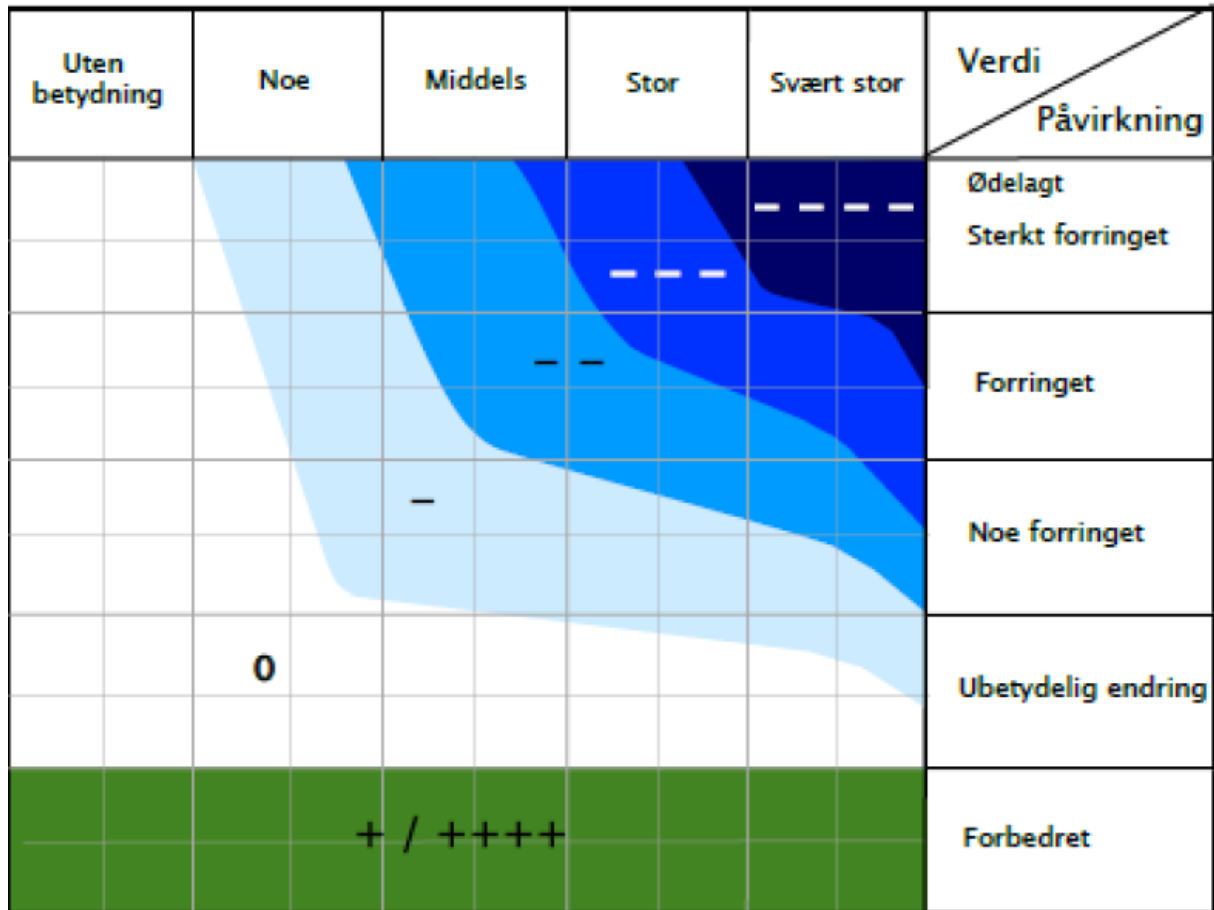 Uten
betydning
Noe
Middels
Stor
Svært stor
Verdi
Påvirkning
Ødelagt
Sterkt forringet
– – – –
– – –
Forringet
– –
Noe forringet
–
Ubetydelig endring
0
Forbedret
+ / ++++